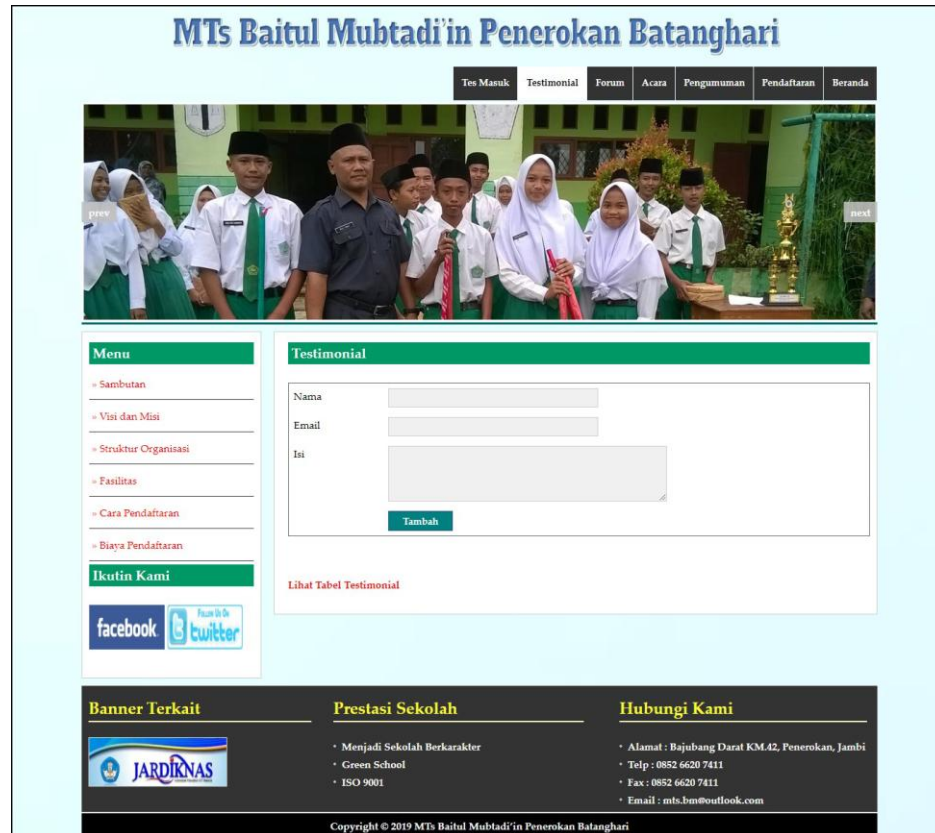 MTs Baitul Mubtadi'in Penerokan Batanghari
Tes Masuk Testimonial Forum Acara Pengumuman Pendaftaran Beranda
prev
next
Menu
» Sambutan
» Visi dan Misi
» Struktur Organisasi
» Fasilitas
» Cara Pendaftaran
» Biaya Pendaftaran
Ikutin Kami
facebook
Follow Us On
twitter
Testimonial
Nama
Email
Isi
Tambah
Lihat Tabel Testimonial
Banner Terkait
JARDIKNAS
Prestasi Sekolah
• Menjadi Sekolah Berkarakter
• Green School
• ISO 9001
Hubungi Kami
• Alamat : Bajubang Darat KM.42, Penerokan, Jambi
• Telp : 0852 6620 7411
• Fax : 0852 6620 7411
• Email : mts.bm@outlook.com
Copyright © 2019 MTs Baitul Mubtadi'in Penerokan Batanghari